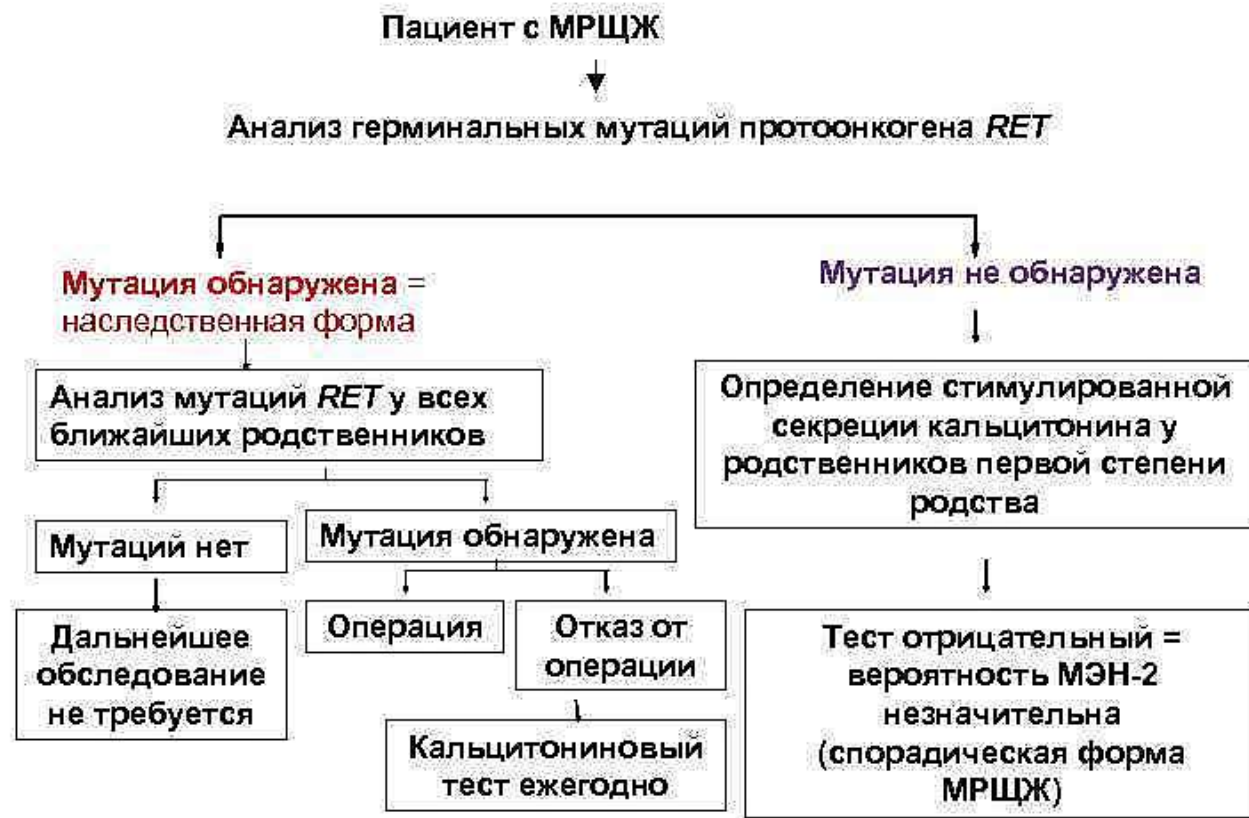 Пациент с МРЩЖ
Анализ герминальных мутаций протоонкогена RET
Мутация обнаружена =
наследственная форма
Мутация не обнаружена
Анализ мутаций RET у всех
ближайших родственников
Определение стимулированной
секреции кальцитонина у
родственников первой степени
родства
Мутаций нет
Мутация обнаружена
Дальнейшее
обследование
не требуется
Операция
Отказ от
операции
Кальцитониновый
тест ежегодно
Тест отрицательный =
вероятность МЭН-2
незначительна
(спорадическая форма
МРЩЖ)